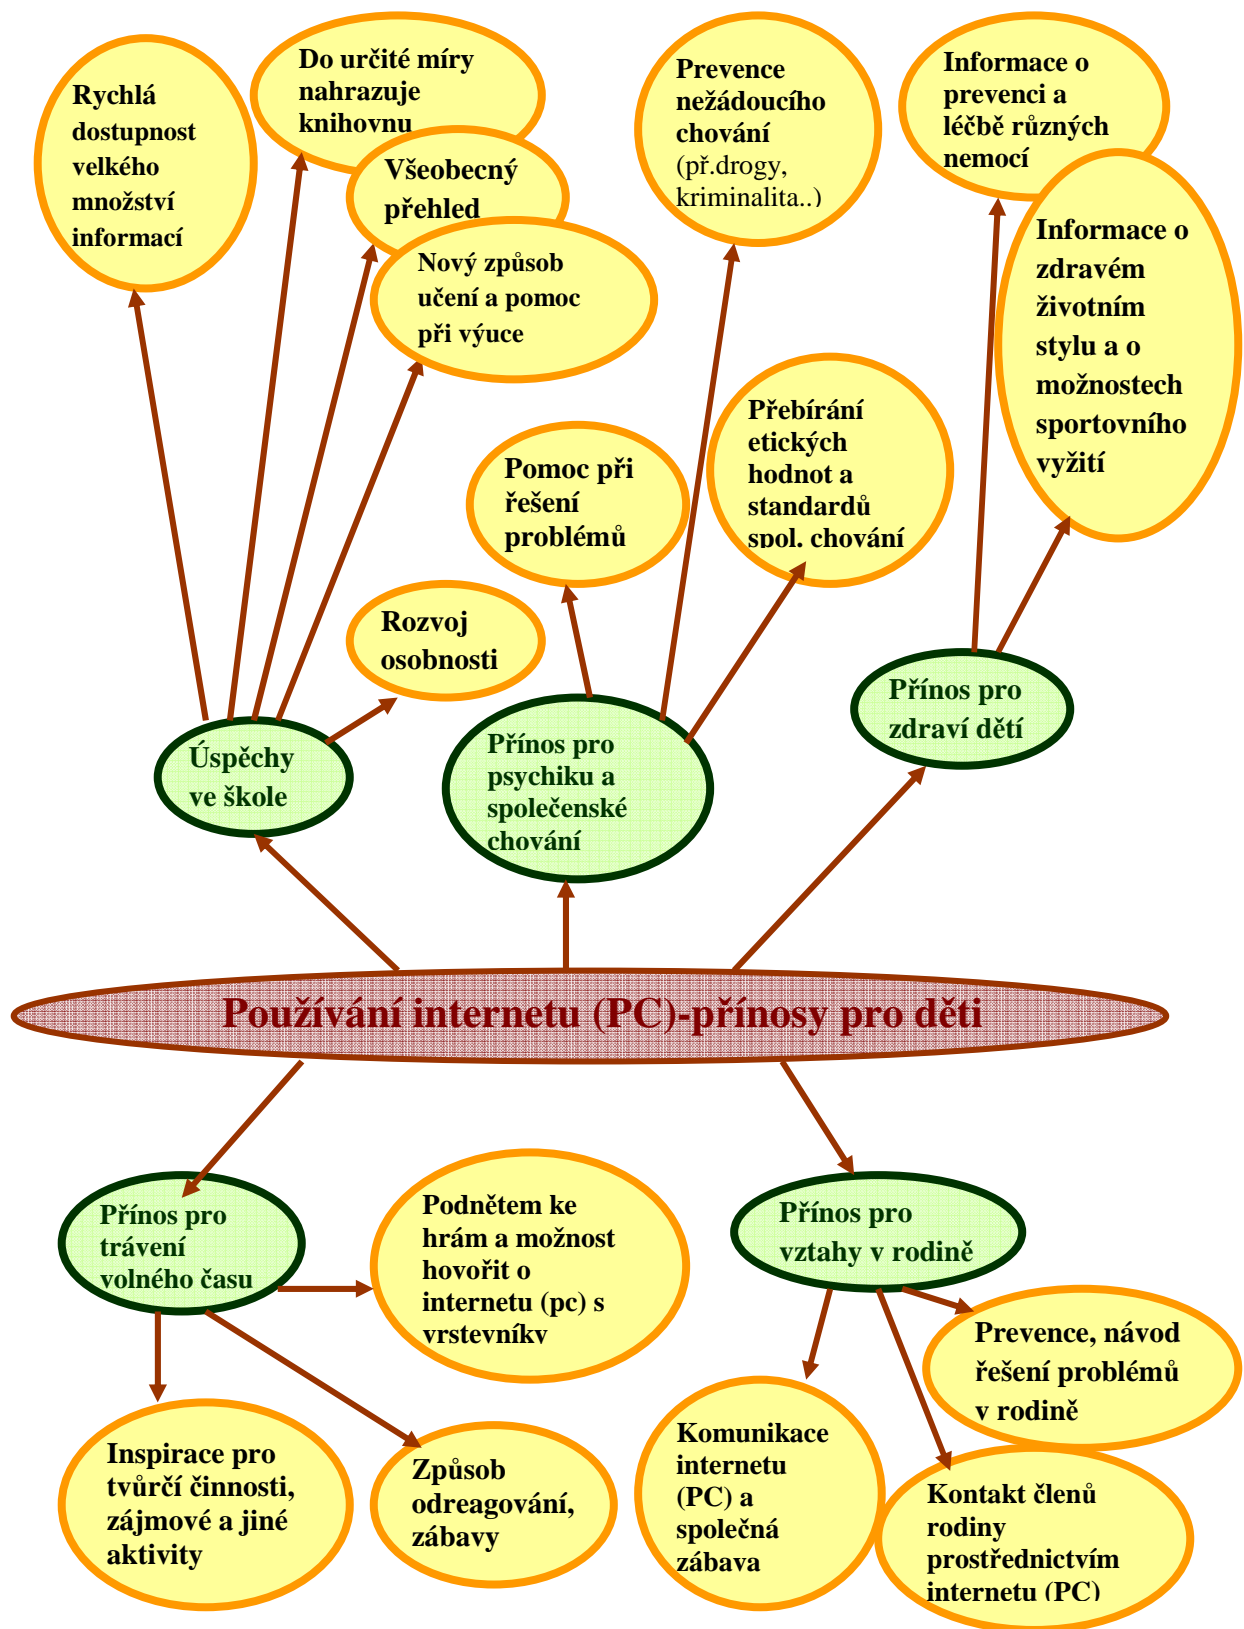 Rychlá
dostupnost
velkého
množství
informací
Do určité míry
nahrazuje
knihovnu
Všeobecný
přehled
Nový způsob
učení a pomoc
při výuce
Prevence
nežádoucího
chování
(př.drogy,
kriminalita..)
Informace o
prevenci a
léčbě různých
nemocí
Informace o
zdravém
životním
stylu a o
možnostech
sportovního
vyžití
Přebírání
etických
hodnot a
standardů
spol. chování
Pomoc při
řešení
problémů
Rozvoj
osobnosti
Úspěchy
ve škole
Přínos pro
psychiku a
společenské
chování
Přínos pro
zdraví dětí
Používání internetu (PC)-přínosy pro děti
Přínos pro
trávení
volného času
Podnětem ke
hrám a možnost
hovořit o
internetu (pc) s
vrstevníky
Přínos pro
vztahy v rodině
Prevence, návod
řešení problémů
v rodině
Inspirace pro
tvůrčí činnosti,
zájmové a jiné
aktivity
Způsob
odreagování,
zábavy
Komunikace
internetu
(PC) a
společná
zábava
Kontakt členů
rodiny
prostřednictvím
internetu (PC)